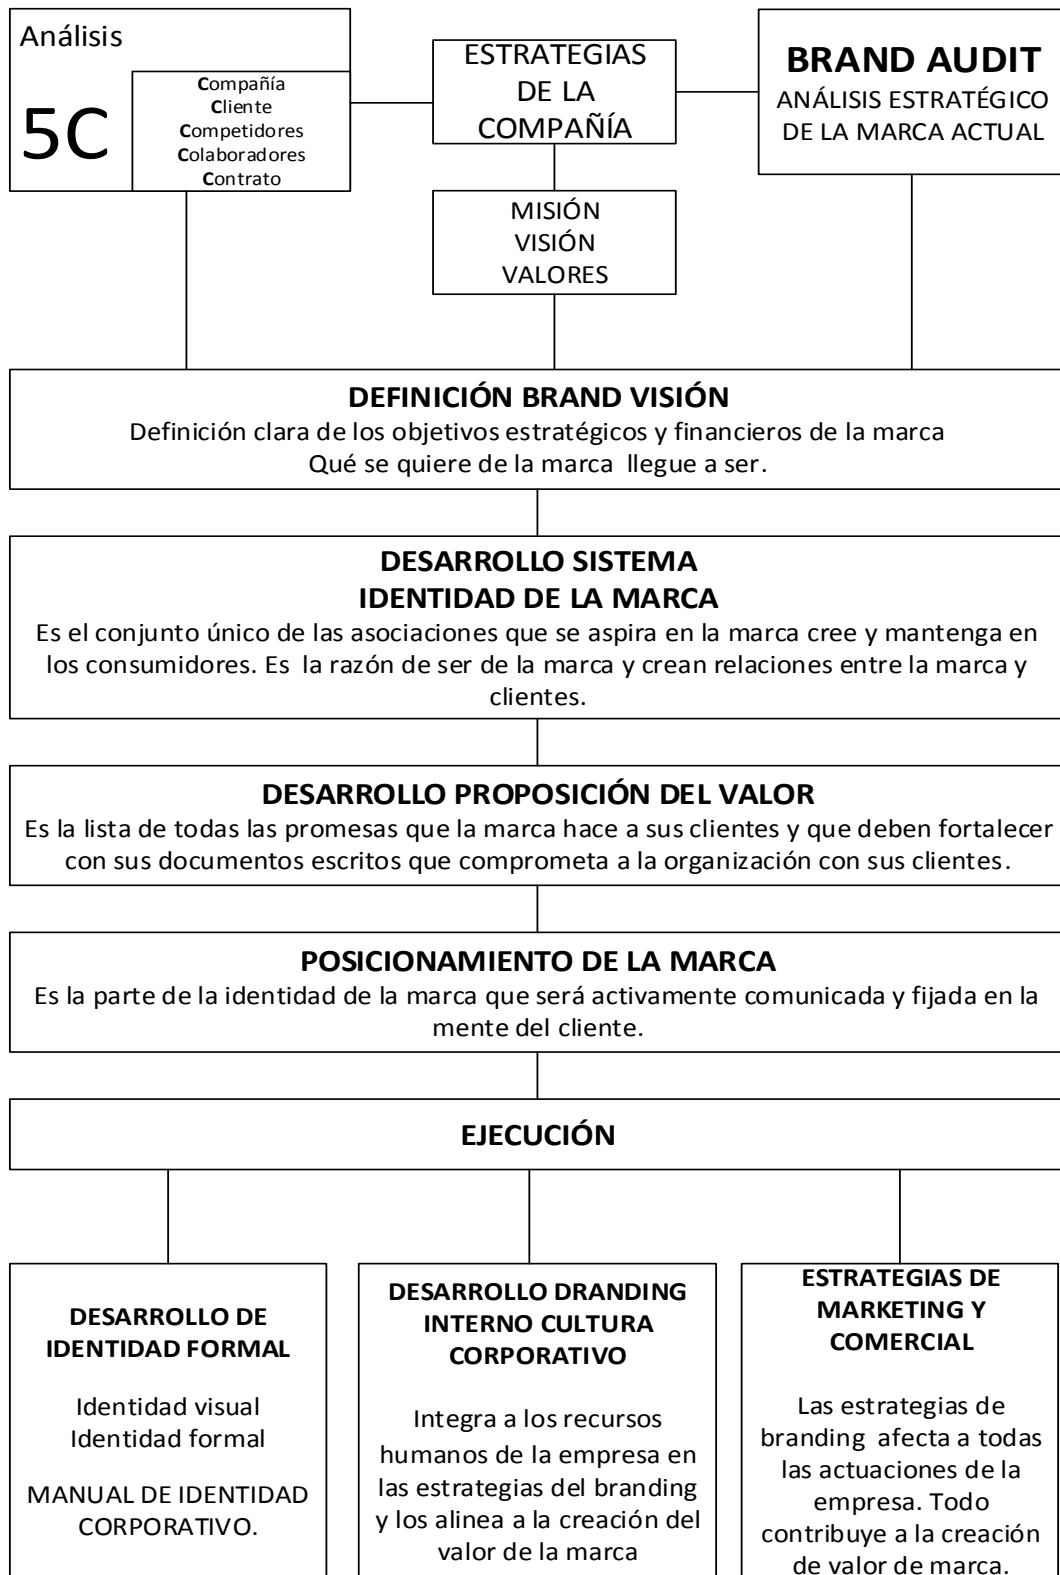 Análisis
5C
Compañía
Cliente
Competidores
Colaboradores
Contrato
ESTRATEGIAS
DE LA
COMPAÑÍA
BRAND AUDIT
ANÁLISIS ESTRATÉGICO
DE LA MARCA ACTUAL
MISIÓN
VISIÓN
VALORES
DEFINICIÓN BRAND VISIÓN
Definición clara de los objetivos estratégicos y financieros de la marca
Qué se quiere de la marca llegue a ser.
DESARROLLO SISTEMA
IDENTIDAD DE LA MARCA
Es el conjunto único de las asociaciones que se aspira en la marca cree y mantenga en
los consumidores. Es la razón de ser de la marca y crean relaciones entre la marca y
clientes.
DESARROLLO PROPOSICIÓN DEL VALOR
Es la lista de todas las promesas que la marca hace a sus clientes y que deben fortalecer
con sus documentos escritos que comprometa a la organización con sus clientes.
POSICIONAMIENTO DE LA MARCA
Es la parte de la identidad de la marca que será activamente comunicada y fijada en la
mente del cliente.
EJECUCIÓN
DESARROLLO DE
IDENTIDAD FORMAL
Identidad visual
Identidad formal
MANUAL DE IDENTIDAD
CORPORATIVO.
DESARROLLO DRANDING
INTERNO CULTURA
CORPORATIVO
Integra a los recursos
humanos de la empresa en
las estrategias del branding
y los alinea a la creación del
valor de la marca
ESTRATEGIAS DE
MARKETING Y
COMERCIAL
Las estrategias de
branding afecta a todas
las actuaciones de la
empresa. Todo
contribuye a la creación
de valor de marca.